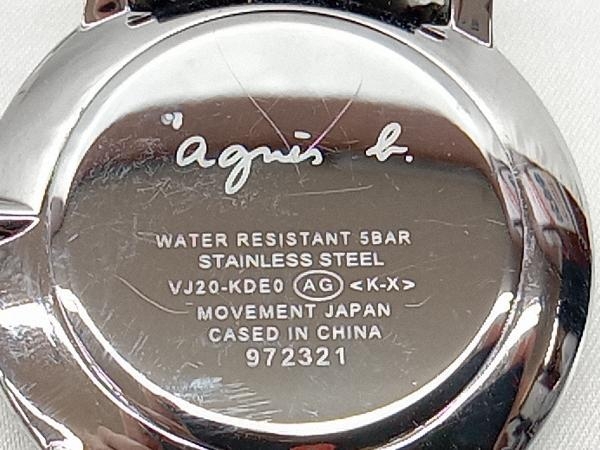 agnès b.
WATER RESISTANT 5BAR
STAINLESS STEEL
VJ20-KDE0 AG <K-X>
MOVEMENT JAPAN
CASED IN CHINA
972321